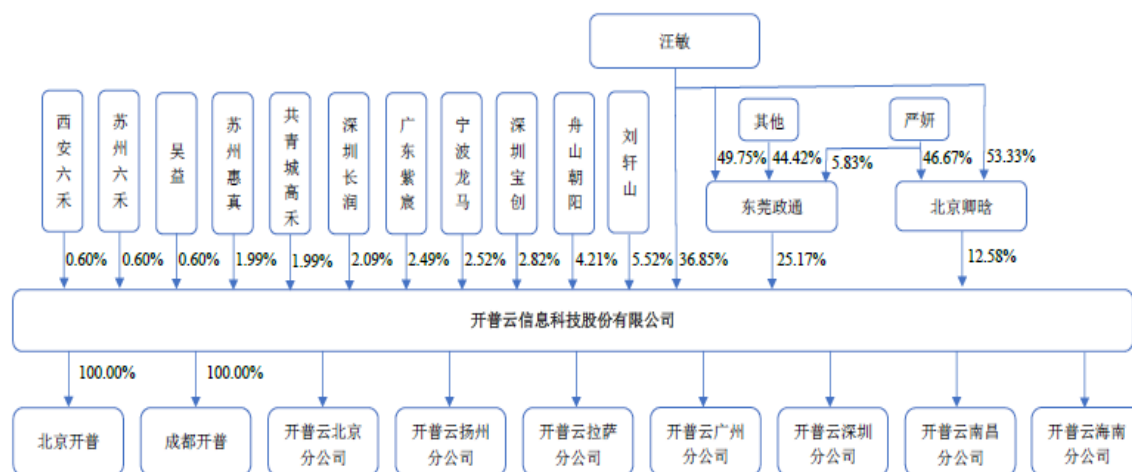 汪敏
西安六禾
苏州六禾
吴益
苏州惠真
共青城高禾
深圳长润
广东紫宸
宁波龙马
深圳宝创
舟山朝阳
刘轩山
其他
严妍
49.75%
44.42%
5.83%
46.67%
53.33%
东莞政通
北京卿晗
0.60%
0.60%
0.60%
1.99%
1.99%
2.09%
2.49%
2.52%
2.82%
4.21%
5.52%
36.85%
25.17%
12.58%
开普云信息科技股份有限公司
100.00%
100.00%
北京开普
成都开普
开普云北京
分公司
开普云扬州
分公司
开普云拉萨
分公司
开普云广州
分公司
开普云深圳
分公司
开普云南昌
分公司
开普云海南
分公司